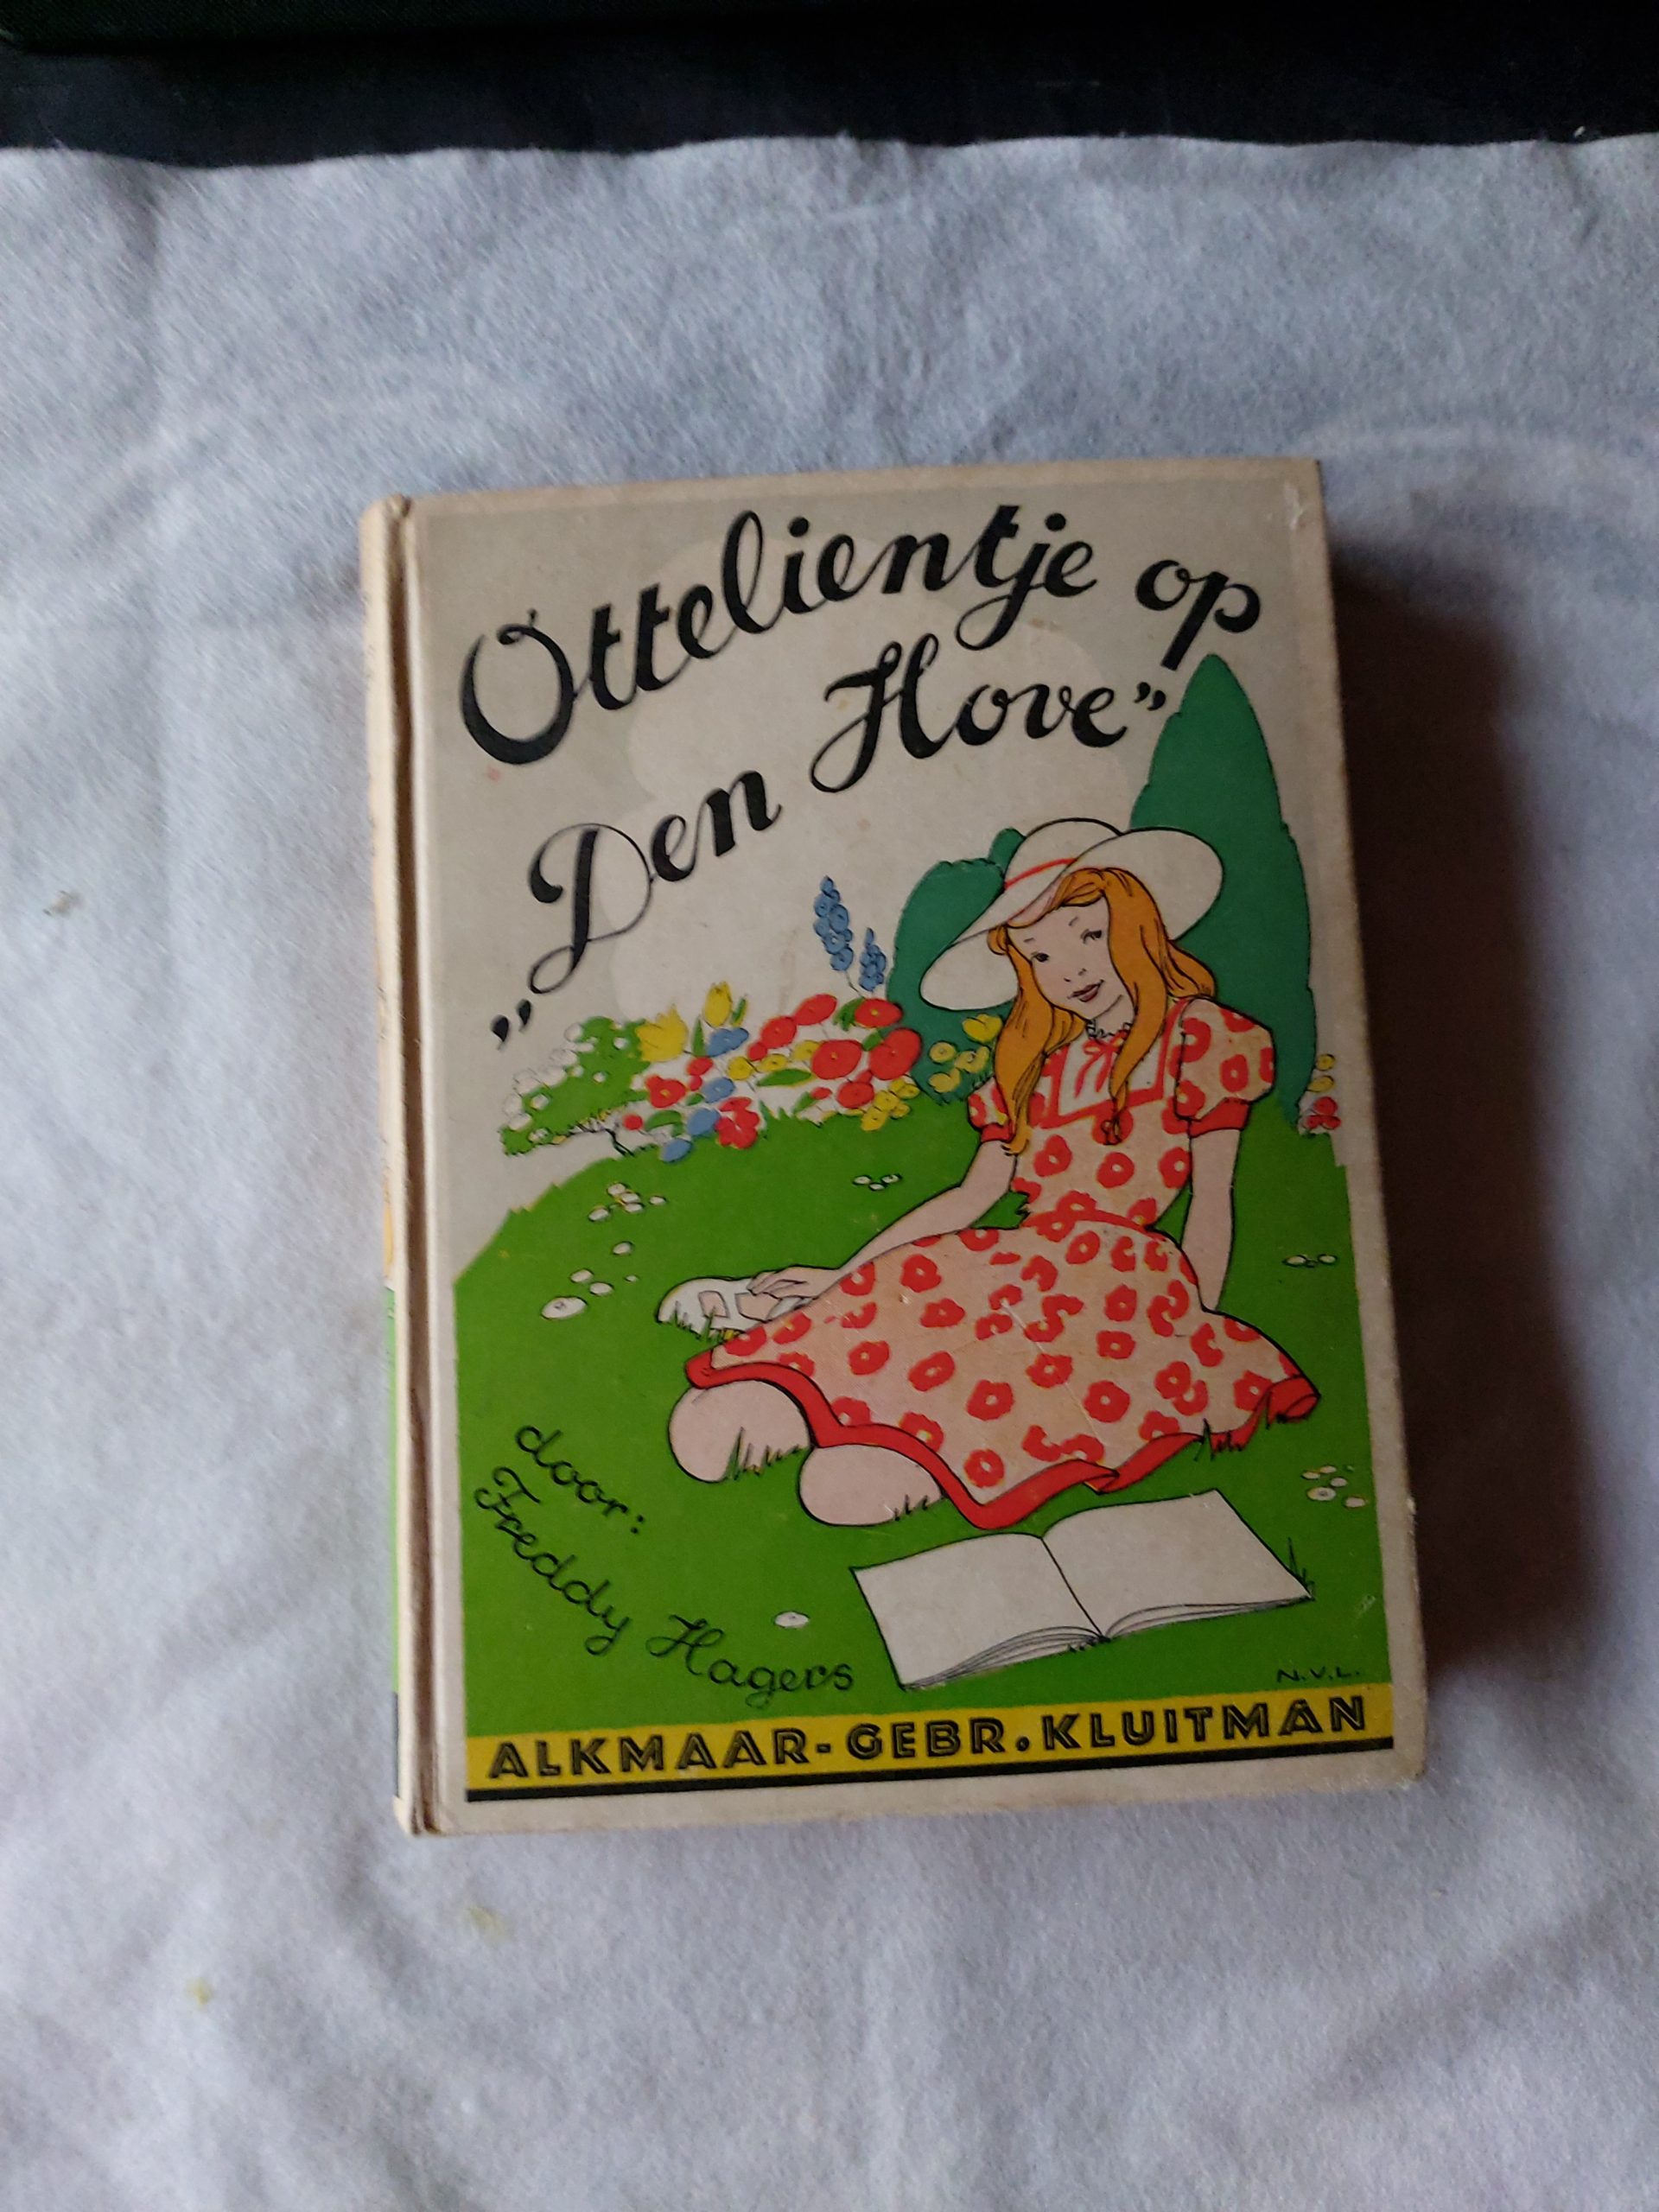 Ottelientje op
„Den Hove”
door:
Freddy Hagers
N.V.L.
ALKMAAR-GEBR. KLUITMAN